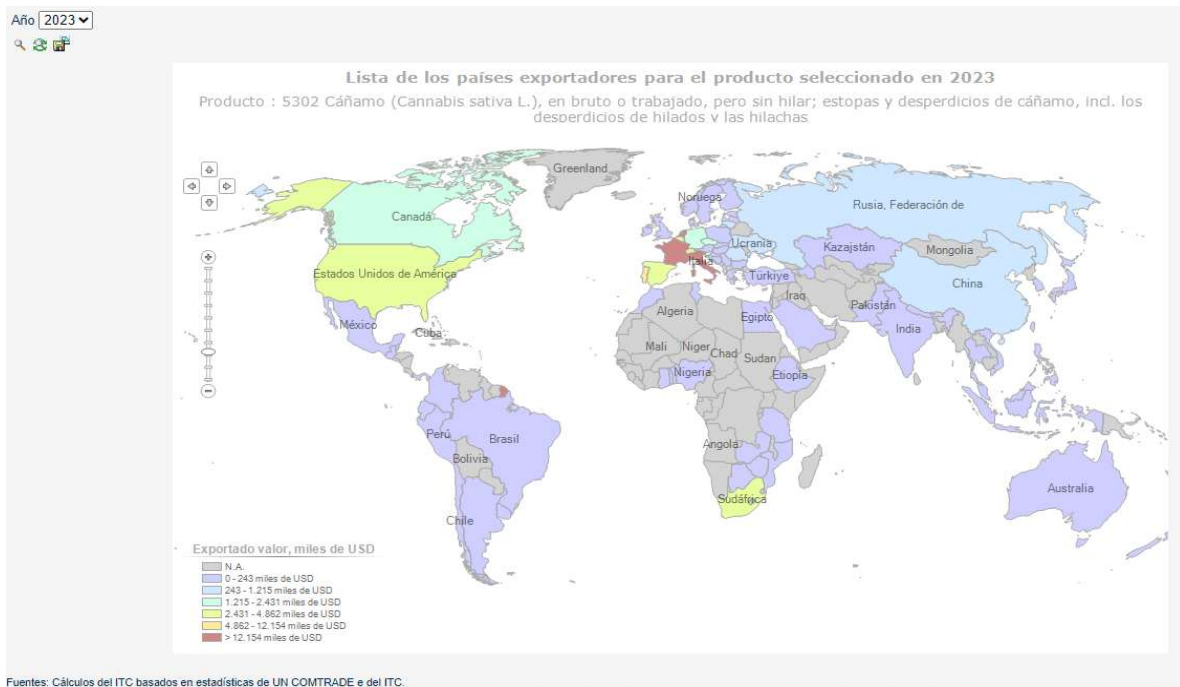 Año 2023
Lista de los países exportadores para el producto seleccionado en 2023
Producto : 5302 Cáñamo (Cannabis sativa L.), en bruto o trabajado, pero sin hilar; estopas y desperdicios de cáñamo, incl. los
desperdicios de hilados y las hilachas
Greenland
Noruega
Rusia, Federación de
Canadá
Ucrania
Kazajstán
Mongolia
Italia
Estados Unidos de América
Türkiye
China
Iraq
Pakistán
Argelia
Egipto
México
Cuba
India
Mali
Niger
Chad
Sudan
Nigeria
Etiopía
Perú
Brasil
Angola
Bolivia
Australia
Sudáfrica
Chile
Exportado valor, miles de USD
N.A.
0 - 243 miles de USD
243 - 1.215 miles de USD
1.215 - 2.431 miles de USD
2.431 - 4.862 miles de USD
4.862 - 12.154 miles de USD
> 12.154 miles de USD
Fuentes: Cálculos del ITC basados en estadísticas de UN COMTRADE e del ITC.